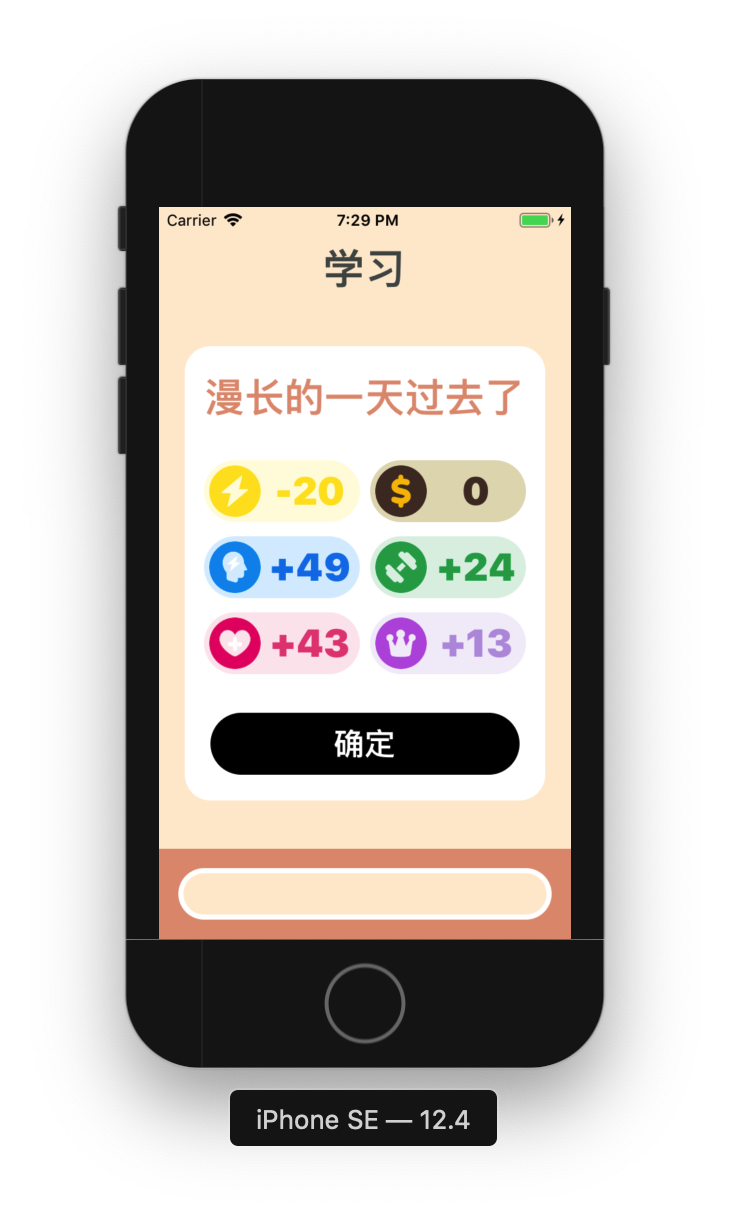 Carrier 7:29 PM
学习
漫长的一天过去了
-20 $ 0
+49 +24
+43 +13
确定
iPhone SE — 12.4